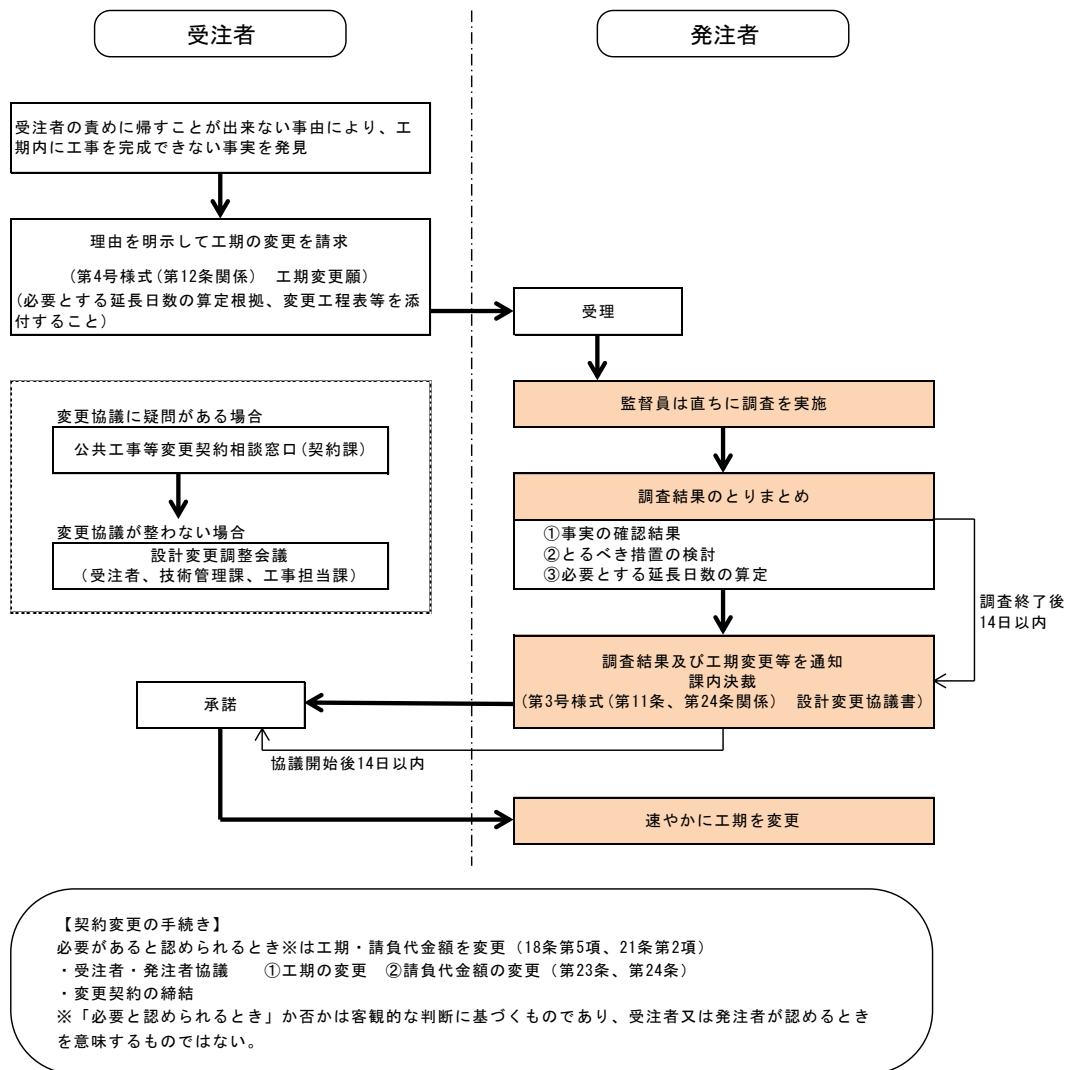 受注者
発注者
受注者の責めに帰すことが出来ない事由により、工
期内に工事を完成できない事実を発見
理由を明示して工期の変更を請求
(第4号様式(第12条関係)　工期変更願)
(必要とする延長日数の算定根拠、変更工程表等を添
付すること)
受理
監督員は直ちに調査を実施
変更協議に疑問がある場合
公共工事等変更契約相談窓口(契約課)
変更協議が整わない場合
設計変更調整会議
(受注者、技術管理課、工事担当課)
調査結果のとりまとめ
①事実の確認結果
②とるべき措置の検討
③必要とする延長日数の算定
調査終了後
14日以内
調査結果及び工期変更等を通知
課内決裁
(第3号様式(第11条、第24条関係)　設計変更協議書)
承諾
協議開始後14日以内
速やかに工期を変更
【契約変更の手続き】
必要があると認められるとき※は工期・請負代金額を変更（18条第5項、21条第2項）
・受注者・発注者協議　　①工期の変更　②請負代金額の変更（第23条、第24条）
・変更契約の締結
※「必要と認められるとき」か否かは客観的な判断に基づくものであり、受注者又は発注者が認めるとき
を意味するものではない。